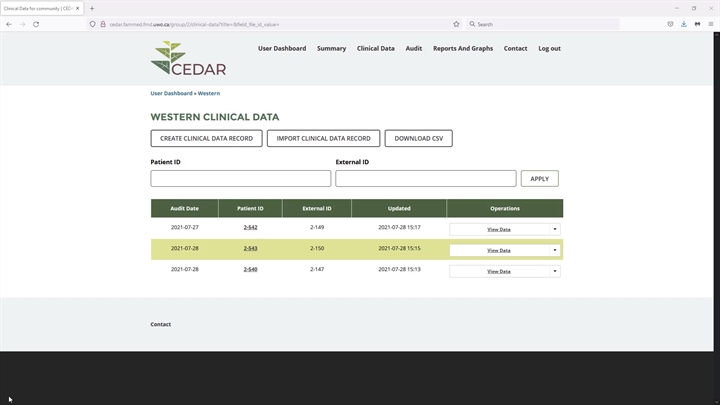 Clinical Data for community | CED
cedar.fammed.fmd.uwo.ca/group/2/clinical-data?title=&field_file_id_value=
Search
CEDAR
User Dashboard Summary Clinical Data Audit Reports And Graphs Contact Log out
User Dashboard » Western
WESTERN CLINICAL DATA
CREATE CLINICAL DATA RECORD IMPORT CLINICAL DATA RECORD DOWNLOAD CSV
Patient ID External ID
APPLY
Audit Date Patient ID External ID Updated Operations
2021-07-27 2-542 2-149 2021-07-28 15:17 View Data
2021-07-28 2-543 2-150 2021-07-28 15:15 View Data
2021-07-28 2-540 2-147 2021-07-28 15:13 View Data
Contact